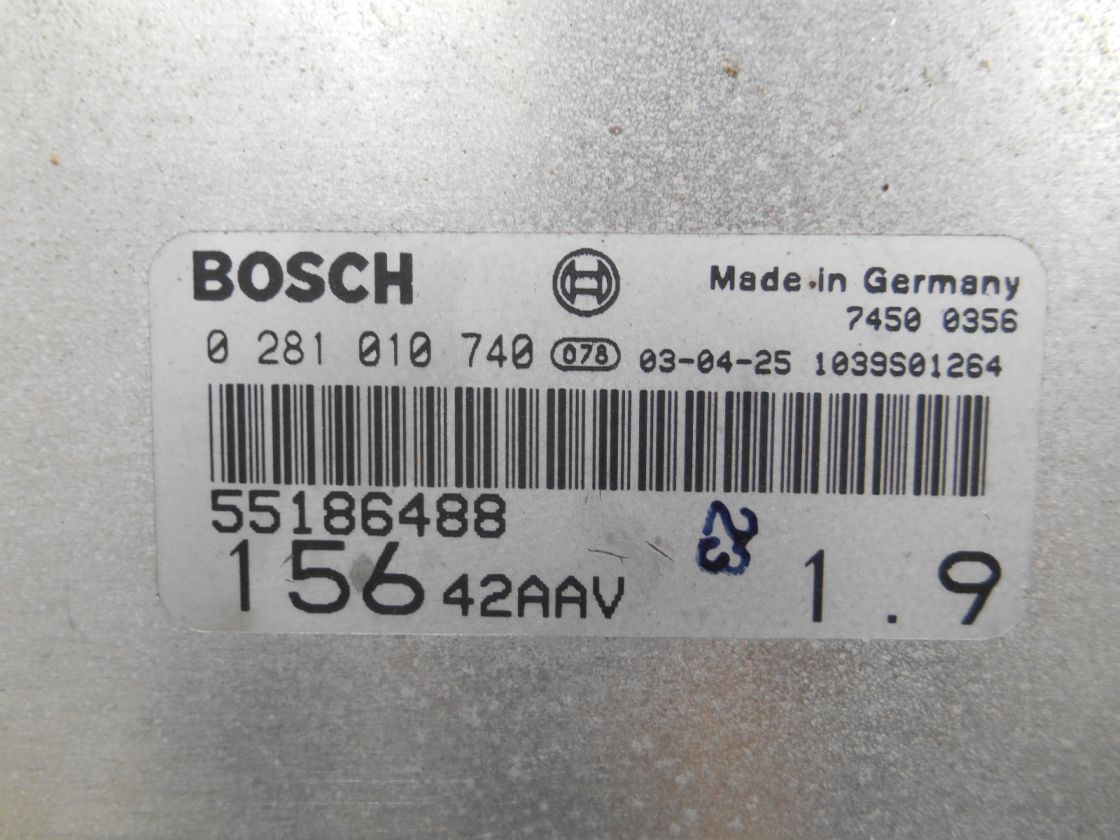 BOSCH
Made in Germany
7450 0356
0 281 010 740 078 03-04-25 1039S01264
55186488
23
156 42AAV 1.9